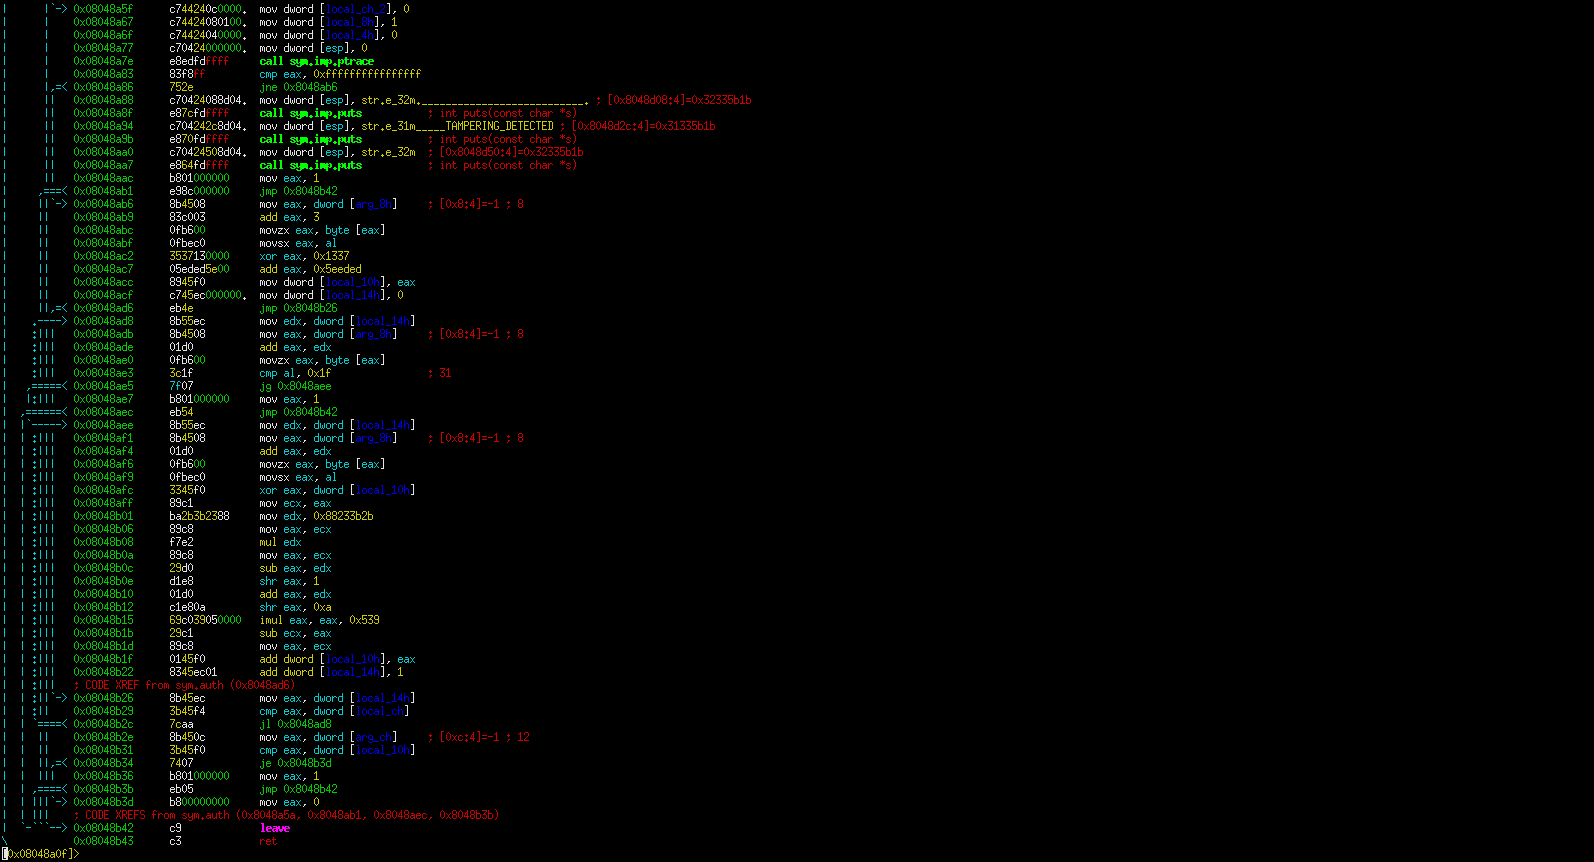 |      |`-> 0x08048a5f      c744240c0000.  mov dword [local_ch_2], 0
|      |    0x08048a67      c74424080100.  mov dword [local_8h], 1
|      |    0x08048a6f      c74424040000.  mov dword [local_4h], 0
|      |    0x08048a77      c70424000000.  mov dword [esp], 0
|      |    0x08048a7e      e8edfdffff     call sym.imp.ptrace
|      |    0x08048a83      83f8ff         cmp eax, 0xffffffffffffffff
|      |,=< 0x08048a86      752e           jne 0x8048ab6
|      ||   0x08048a88      c70424088d04.  mov dword [esp], str.e_32m.___________________________. ; [0x8048d08:4]=0x32335b1b
|      ||   0x08048a8f      e87cfdffff     call sym.imp.puts           ; int puts(const char *s)
|      ||   0x08048a94      c704242c8d04.  mov dword [esp], str.e_31m_____TAMPERING_DETECTED ; [0x8048d2c:4]=0x31335b1b
|      ||   0x08048a9b      e870fdffff     call sym.imp.puts           ; int puts(const char *s)
|      ||   0x08048aa0      c70424508d04.  mov dword [esp], str.e_32m  ; [0x8048d50:4]=0x32335b1b
|      ||   0x08048aa7      e864fdffff     call sym.imp.puts           ; int puts(const char *s)
|      ||   0x08048aac      b801000000     mov eax, 1
|     ,===< 0x08048ab1      e98c000000     jmp 0x8048b42
|     ||`-> 0x08048ab6      8b4508         mov eax, dword [arg_8h]     ; [0x8:4]=-1 ; 8
|     ||    0x08048ab9      83c003         add eax, 3
|     ||    0x08048abc      0fb600         movzx eax, byte [eax]
|     ||    0x08048abf      0fbec0         movsx eax, al
|     ||    0x08048ac2      3537130000     xor eax, 0x1337
|     ||    0x08048ac7      05eded5e00     add eax, 0x5eeded
|     ||    0x08048acc      8945f0         mov dword [local_10h], eax
|     ||    0x08048acf      c745ec000000.  mov dword [local_14h], 0
|     ||,=< 0x08048ad6      eb4e           jmp 0x8048b26
|    .----> 0x08048ad8      8b55ec         mov edx, dword [local_14h]
|    :|||   0x08048adb      8b4508         mov eax, dword [arg_8h]     ; [0x8:4]=-1 ; 8
|    :|||   0x08048ade      01d0           add eax, edx
|    :|||   0x08048ae0      0fb600         movzx eax, byte [eax]
|    :|||   0x08048ae3      3c1f           cmp al, 0x1f                ; 31
|   ,=====< 0x08048ae5      7f07           jg 0x8048aee
|   |:|||   0x08048ae7      b801000000     mov eax, 1
|  ,======< 0x08048aec      eb54           jmp 0x8048b42
|  |`-----> 0x08048aee      8b55ec         mov edx, dword [local_14h]
|  | :|||   0x08048af1      8b4508         mov eax, dword [arg_8h]     ; [0x8:4]=-1 ; 8
|  | :|||   0x08048af4      01d0           add eax, edx
|  | :|||   0x08048af6      0fb600         movzx eax, byte [eax]
|  | :|||   0x08048af9      0fbec0         movsx eax, al
|  | :|||   0x08048afc      3345f0         xor eax, dword [local_10h]
|  | :|||   0x08048aff      89c1           mov ecx, eax
|  | :|||   0x08048b01      ba2b3b2388     mov edx, 0x88233b2b
|  | :|||   0x08048b06      89c8           mov eax, ecx
|  | :|||   0x08048b08      f7e2           mul edx
|  | :|||   0x08048b0a      89c8           mov eax, ecx
|  | :|||   0x08048b0c      29d0           sub eax, edx
|  | :|||   0x08048b0e      d1e8           shr eax, 1
|  | :|||   0x08048b10      01d0           add eax, edx
|  | :|||   0x08048b12      c1e80a         shr eax, 0xa
|  | :|||   0x08048b15      69c039050000   imul eax, eax, 0x539
|  | :|||   0x08048b1b      29c1           sub ecx, eax
|  | :|||   0x08048b1d      89c8           mov eax, ecx
|  | :|||   0x08048b1f      0145f0         add dword [local_10h], eax
|  | :|||   0x08048b22      8345ec01       add dword [local_14h], 1
|  | :|||   ; CODE XREF from sym.auth (0x8048ad6)
|  | :||`-> 0x08048b26      8b45ec         mov eax, dword [local_14h]
|  | :||    0x08048b29      3b45f4         cmp eax, dword [local_ch]
|  | `====< 0x08048b2c      7caa           jl 0x8048ad8
|  |  ||    0x08048b2e      8b450c         mov eax, dword [arg_ch]     ; [0xc:4]=-1 ; 12
|  |  ||    0x08048b31      3b45f0         cmp eax, dword [local_10h]
|  |  ||,=< 0x08048b34      7407           je 0x8048b3d
|  |  |||   0x08048b36      b801000000     mov eax, 1
|  | ,====< 0x08048b3b      eb05           jmp 0x8048b42
|  | |||`-> 0x08048b3d      b800000000     mov eax, 0
|  | |||    ; CODE XREFS from sym.auth (0x8048a5a, 0x8048ab1, 0x8048aec, 0x8048b3b)
|  `-```--> 0x08048b42      c9             leave
\           0x08048b43      c3             ret
[0x08048a0f]>